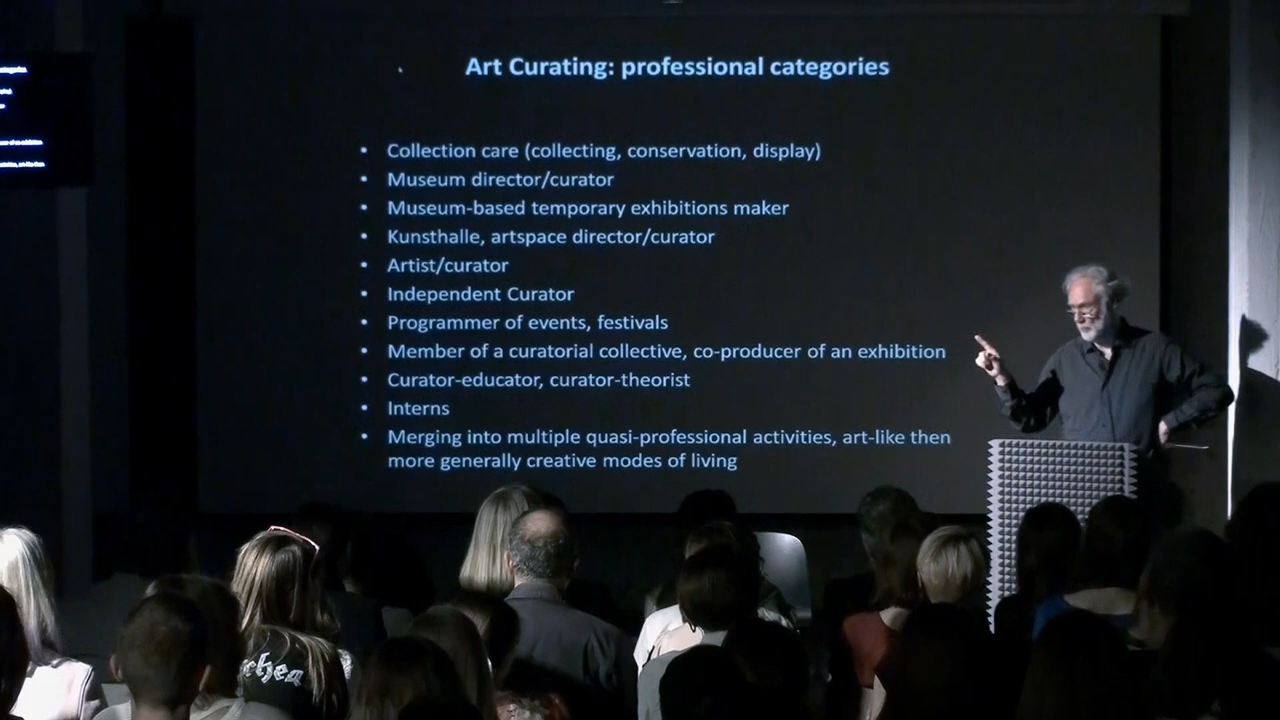 Art Curating: professional categories
• Collection care (collecting, conservation, display)
• Museum director/curator
• Museum-based temporary exhibitions maker
• Kunsthalle, artspace director/curator
• Artist/curator
• Independent Curator
• Programmer of events, festivals
• Member of a curatorial collective, co-producer of an exhibition
• Curator-educator, curator-theorist
• Interns
• Merging into multiple quasi-professional activities, art-like then
more generally creative modes of living